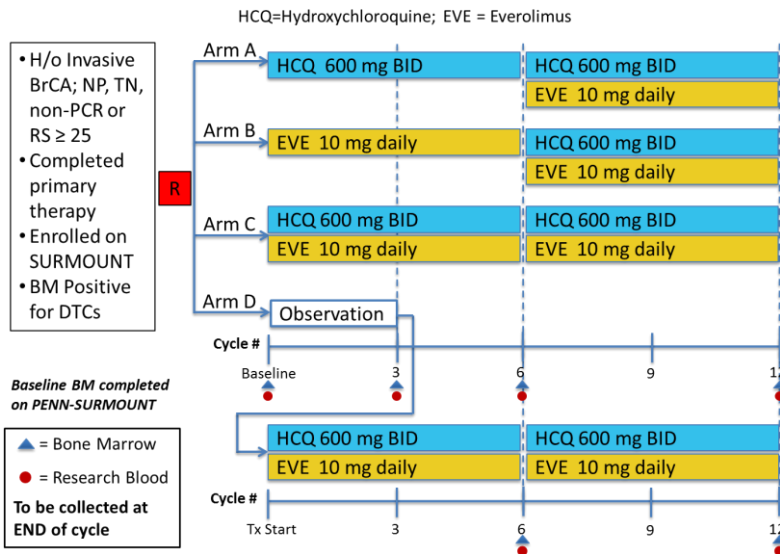 HCQ=Hydroxychloroquine; EVE = Everolimus
• H/o Invasive
BrCA; NP, TN,
non-PCR or
RS ≥ 25
• Completed
primary
therapy
• Enrolled on
SURMOUNT
• BM Positive
for DTCs
R
Arm A
HCQ 600 mg BID
HCQ 600 mg BID
EVE 10 mg daily
Arm B
EVE 10 mg daily
HCQ 600 mg BID
EVE 10 mg daily
Arm C
HCQ 600 mg BID
HCQ 600 mg BID
EVE 10 mg daily
EVE 10 mg daily
Arm D
Observation
Cycle #
Baseline
3
6
9
12
Baseline BM completed
on PENN-SURMOUNT
= Bone Marrow
= Research Blood
To be collected at
END of cycle
HCQ 600 mg BID
HCQ 600 mg BID
EVE 10 mg daily
EVE 10 mg daily
Cycle #
Tx Start
3
6
9
12